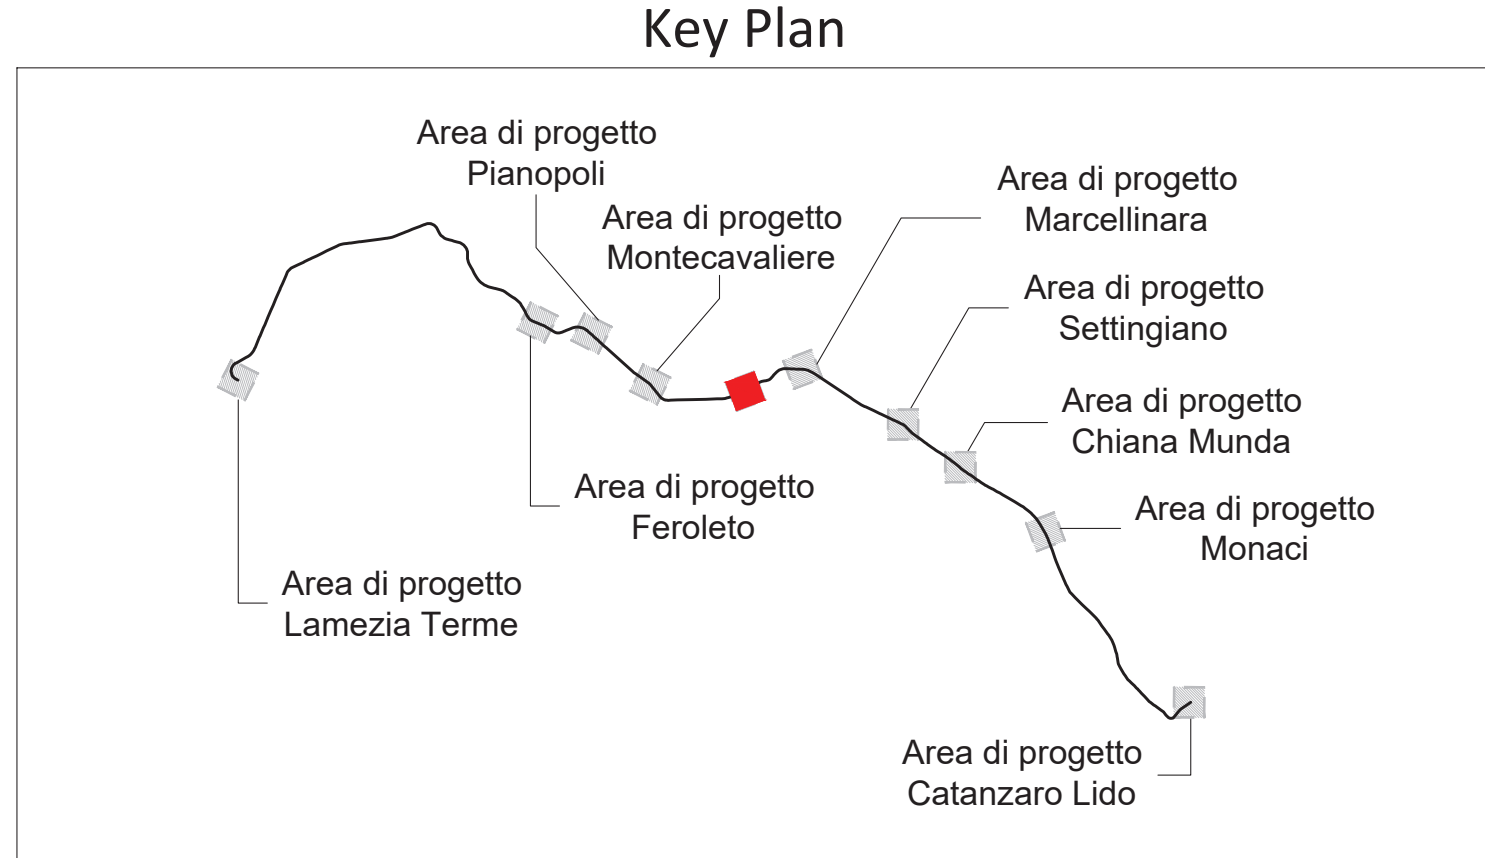 Key Plan
Area di progetto
Pianopoli
Area di progetto
Montecavaliere
Area di progetto
Marcellinara
Area di progetto
Settingiano
Area di progetto
Chiana Munda
Area di progetto
Feroleto
Area di progetto
Monaci
Area di progetto
Lamezia Terme
Area di progetto
Catanzaro Lido